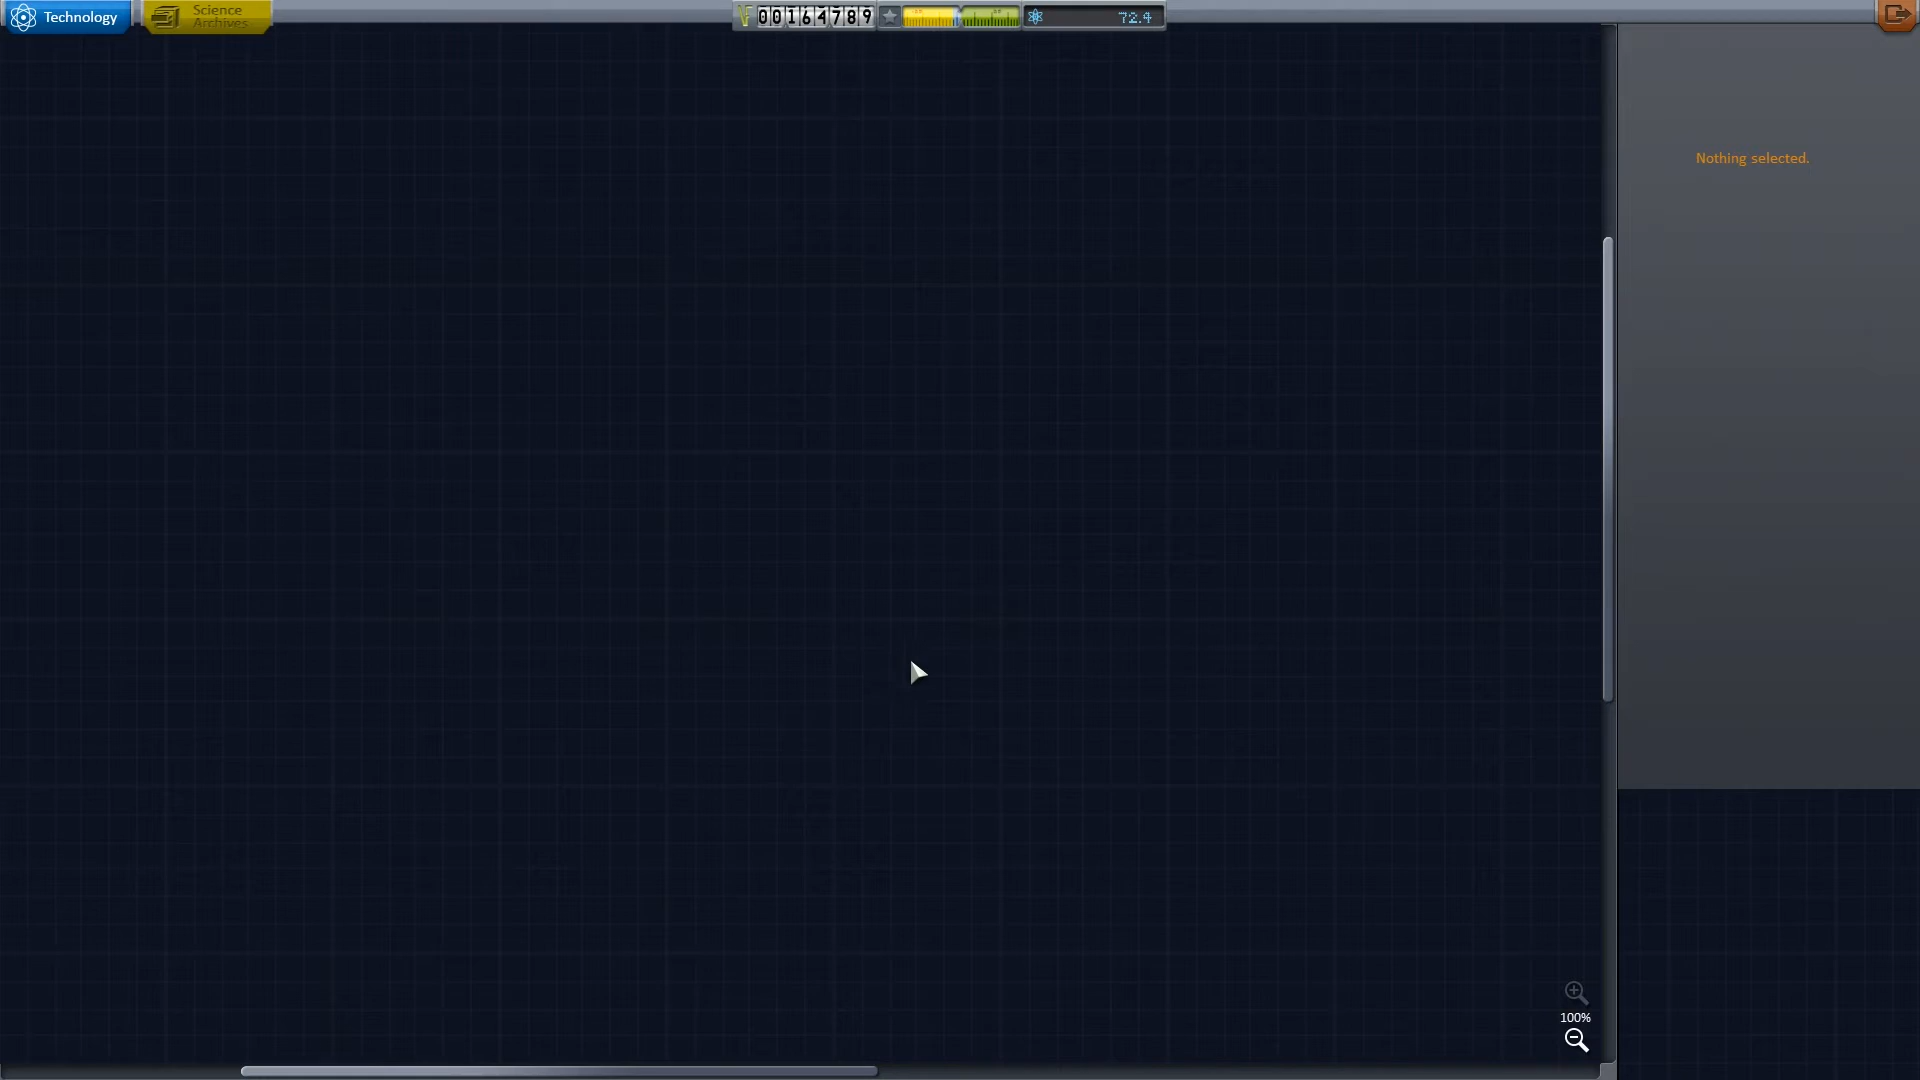 Technology
Science
Archives
00164789
72.4
Nothing selected.
100%